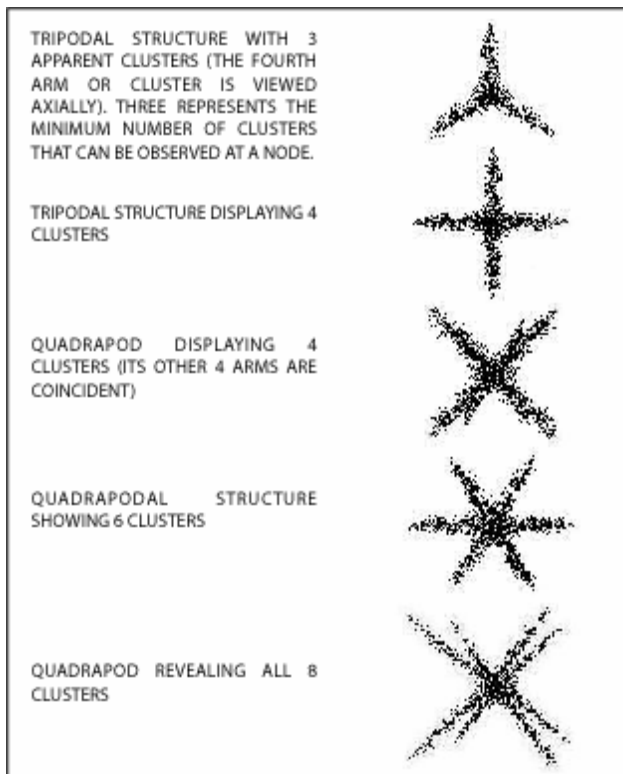 TRIPODAL STRUCTURE WITH 3
APPARENT CLUSTERS (THE FOURTH
ARM OR CLUSTER IS VIEWED
AXIALLY). THREE REPRESENTS THE
MINIMUM NUMBER OF CLUSTERS
THAT CAN BE OBSERVED AT A NODE.
TRIPODAL STRUCTURE DISPLAYING 4
CLUSTERS
QUADRAPOD DISPLAYING 4
CLUSTERS (ITS OTHER 4 ARMS ARE
COINCIDENT)
QUADRAPODAL STRUCTURE
SHOWING 6 CLUSTERS
QUADRAPOD REVEALING ALL 8
CLUSTERS